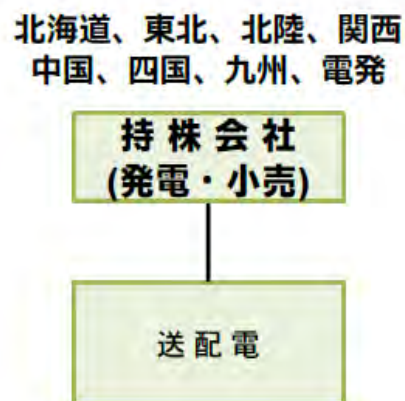 北海道、東北、北陸、関西
中国、四国、九州、電発
持株会社
(発電・小売)
送配電